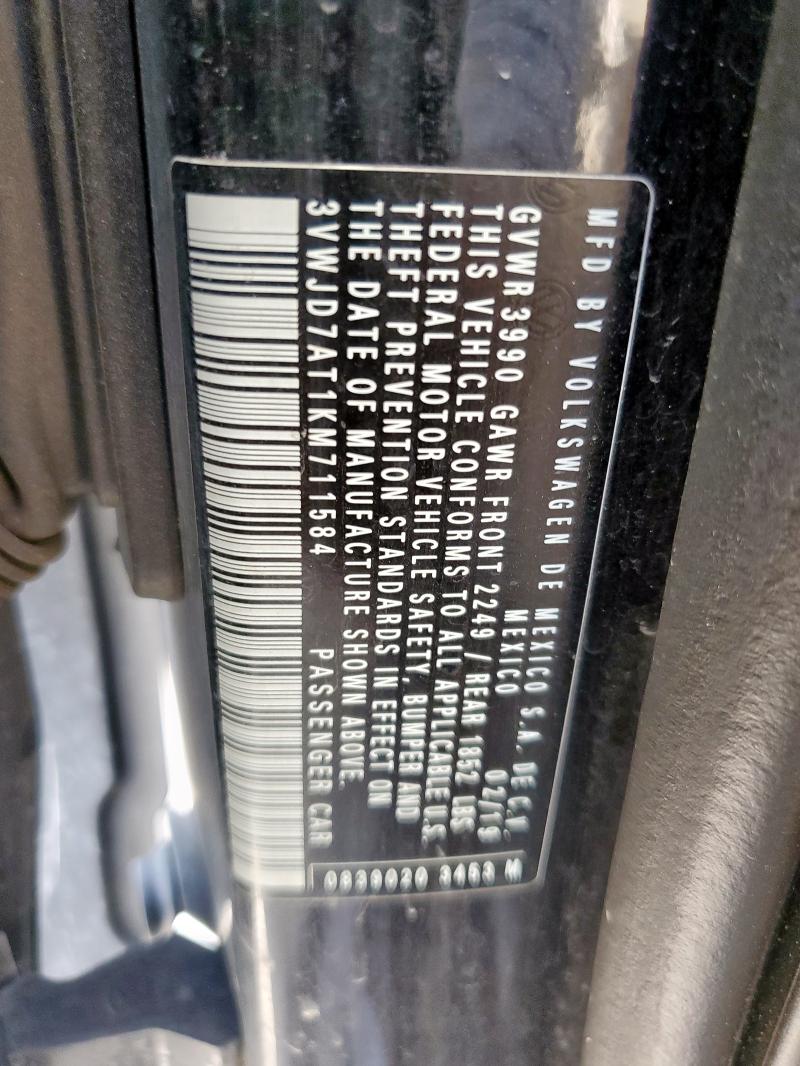 MFD BY VOLKSWAGEN DE MEXICO S.A. DE C.V.
MEXICO 02/19
GVWR 3990 GAWR FRONT 2249 / REAR 1852 LBS
THIS VEHICLE CONFORMS TO ALL APPLICABLE U.S.
FEDERAL MOTOR VEHICLE SAFETY, BUMPER AND
THEFT PREVENTION STANDARDS IN EFFECT ON
THE DATE OF MANUFACTURE SHOWN ABOVE.
3VWJD7AT1KM711584 PASSENGER CAR